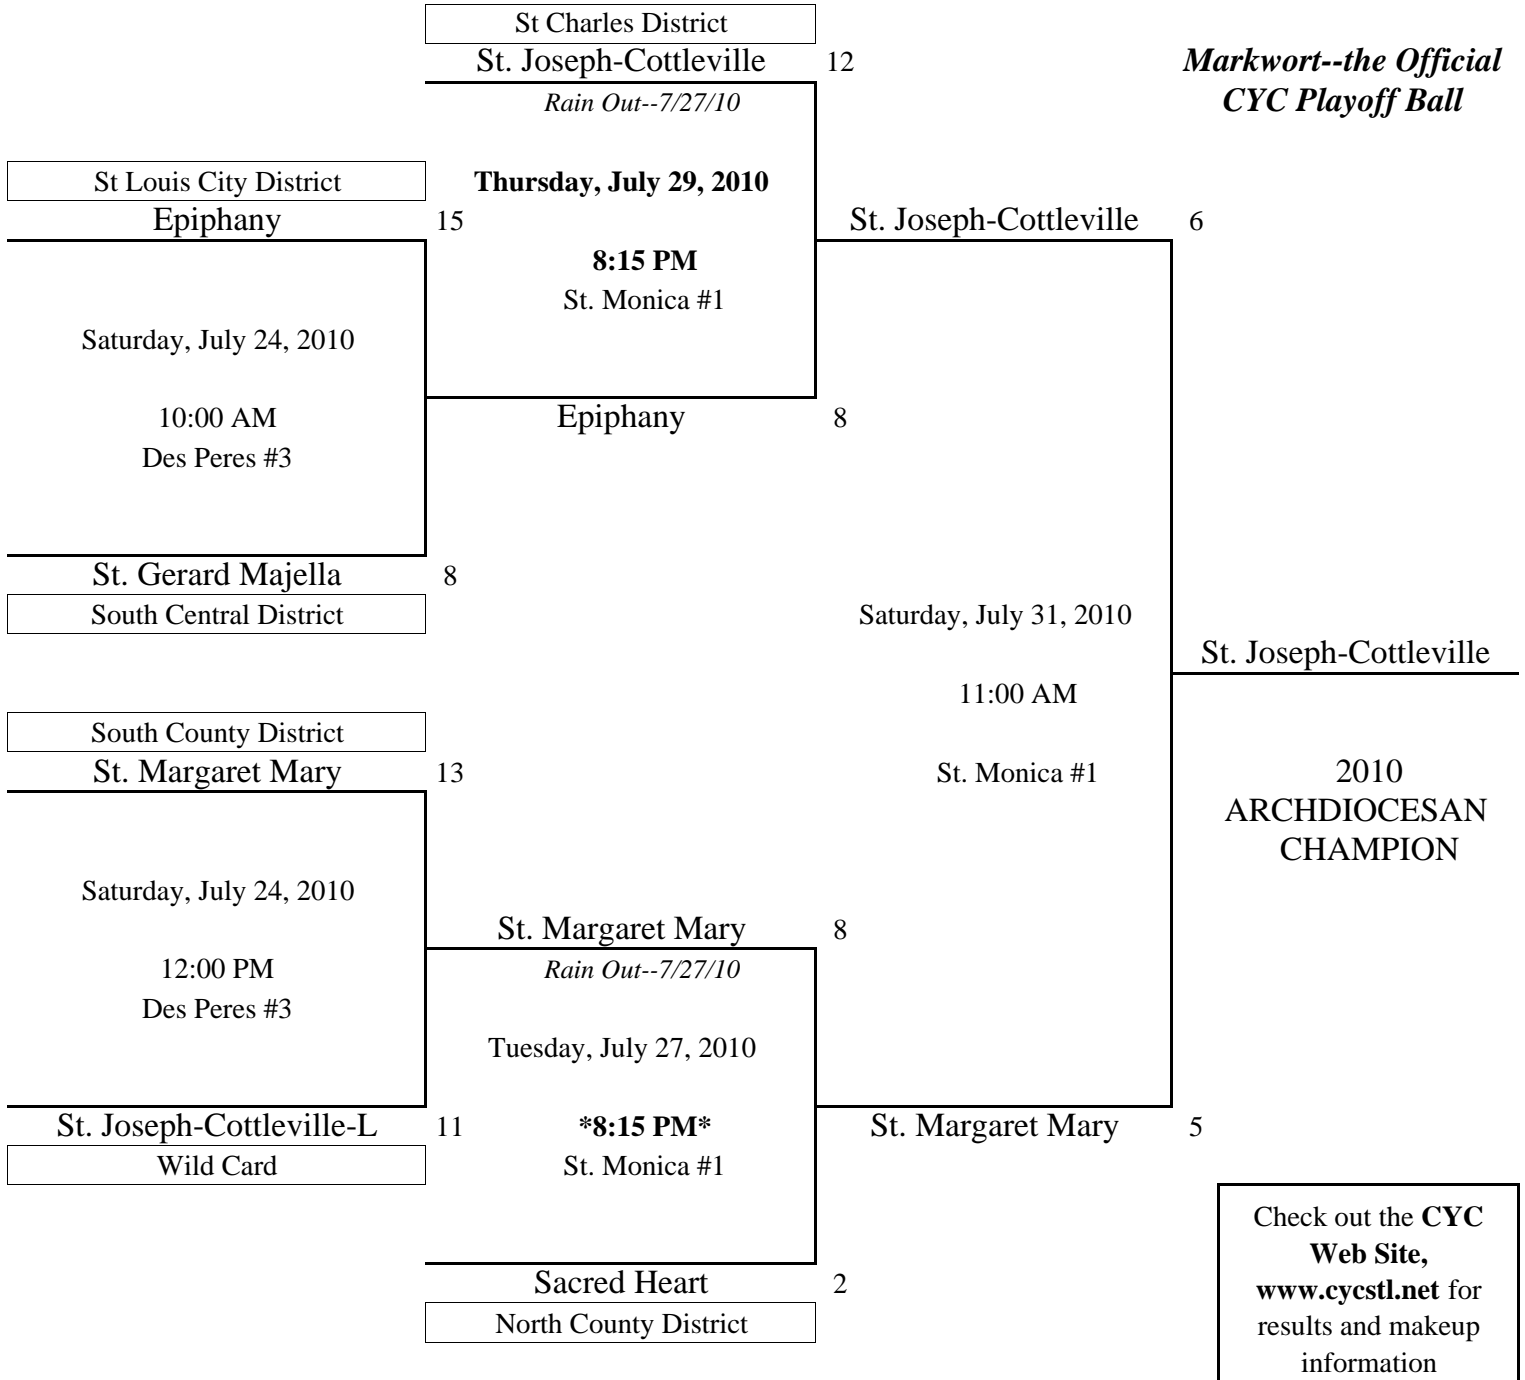 St Charles District
St. Joseph-Cottleville 12
Rain Out--7/27/10
Markwort--the Official
CYC Playoff Ball
St Louis City District
Epiphany 15
Thursday, July 29, 2010
8:15 PM
St. Monica #1
St. Joseph-Cottleville 6
Saturday, July 24, 2010
10:00 AM
Des Peres #3
Epiphany 8
St. Gerard Majella 8
South Central District
Saturday, July 31, 2010
11:00 AM
St. Monica #1
St. Joseph-Cottleville
2010
ARCHDIOCESAN
CHAMPION
South County District
St. Margaret Mary 13
Saturday, July 24, 2010
12:00 PM
Des Peres #3
St. Margaret Mary 8
Rain Out--7/27/10
Tuesday, July 27, 2010
*8:15 PM*
St. Monica #1
St. Joseph-Cottleville-L 11
Wild Card
St. Margaret Mary 5
Sacred Heart 2
North County District
Check out the CYC
Web Site,
www.cycstl.net for
results and makeup
information